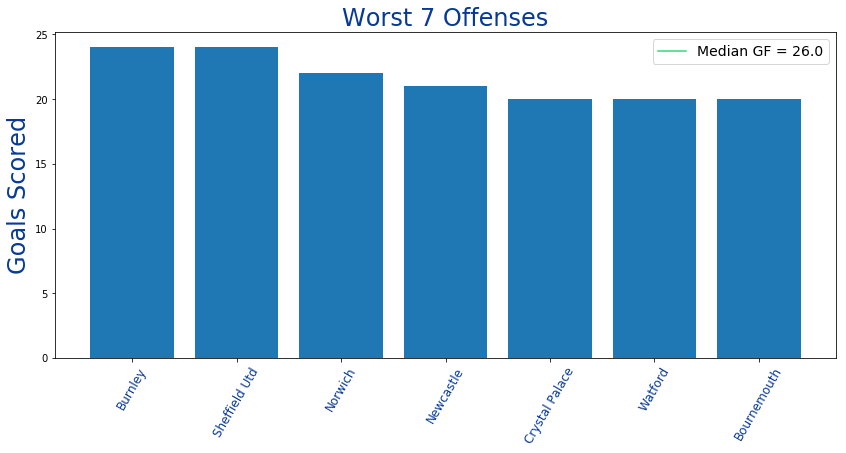 Worst 7 Offenses
Median GF = 26.0
Goals Scored
25
20
15
10
5
0
Burnley
Sheffield Utd
Norwich
Newcastle
Crystal Palace
Watford
Bournemouth